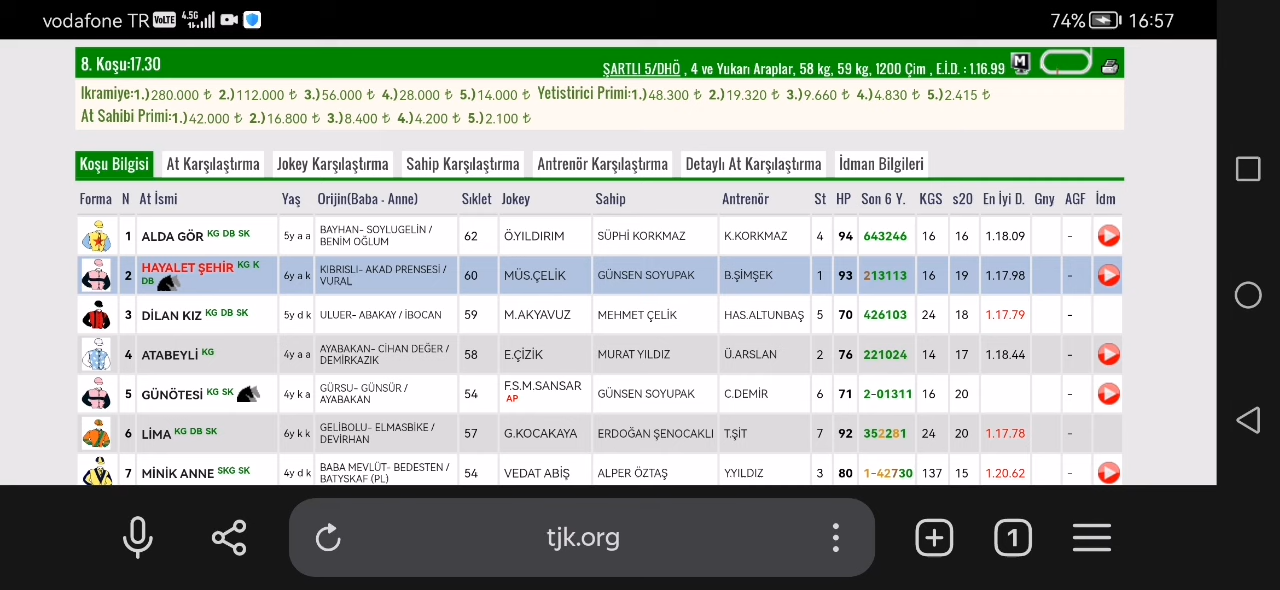 vodafone TR VoLTE 4.5G 74% 16:57
8. Koşu:17.30
ŞARTLI 5/DHÖ , 4 ve Yukarı Araplar, 58 kg, 59 kg, 1200 Çim , E.İ.D. : 1.16.99 M
Ikramiye:1.)280.000 ₺ 2.)112.000 ₺ 3.)56.000 ₺ 4.)28.000 ₺ 5.)14.000 ₺ Yetistirici Primi:1.)48.300 ₺ 2.)19.320 ₺ 3.)9.660 ₺ 4.)4.830 ₺ 5.)2.415 ₺
At Sahibi Primi:1.)42.000 ₺ 2.)16.800 ₺ 3.)8.400 ₺ 4.)4.200 ₺ 5.)2.100 ₺
Koşu Bilgisi At Karşılaştırma Jokey Karşılaştırma Sahip Karşılaştırma Antrenör Karşılaştırma Detaylı At Karşılaştırma İdman Bilgileri
Forma N At İsmi Yaş Orijin(Baba - Anne) Sıklet Jokey Sahip Antrenör St HP Son 6 Y. KGS s20 En İyi D. Gny AGF İdm
1 ALDA GÖR KG DB SK 5y a a BAYHAN- SOYLUGELİN / BENİM OĞLUM 62 Ö.YILDIRIM SÜPHİ KORKMAZ K.KORKMAZ 4 94 643246 16 16 1.18.09 -
2 HAYALET ŞEHİR KG K DB 6y a k KIBRISLI- AKAD PRENSESİ / VURAL 60 MÜS.ÇELİK GÜNSEN SOYUPAK B.ŞİMŞEK 1 93 213113 16 19 1.17.98 -
3 DİLAN KIZ KG DB SK 5y d k ULUER- ABAKAY / İBOCAN 59 M.AKYAVUZ MEHMET ÇELİK HAS.ALTUNBAŞ 5 70 426103 24 18 1.17.79 -
4 ATABEYLİ KG 4y a a AYABAKAN- CİHAN DEĞER / DEMİRKAZIK 58 E.ÇİZİK MURAT YILDIZ Ü.ARSLAN 2 76 221024 14 17 1.18.44 -
5 GÜNÖTESİ KG SK 4y k a GÜRSU- GÜNSÜR / AYABAKAN 54 F.S.M.SANSAR AP GÜNSEN SOYUPAK C.DEMİR 6 71 2-01311 16 20 -
6 LİMA KG DB SK 6y k k GELİBOLU- ELMASBİKE / DEVİRHAN 57 G.KOCAKAYA ERDOĞAN ŞENOCAKLI T.ŞİT 7 92 352281 24 20 1.17.78 -
7 MİNİK ANNE SKG SK 4y d k BABA MEVLÜT- BEDESTEN / BATYSKAF (PL) 54 VEDAT ABİŞ ALPER ÖZTAŞ Y.YILDIZ 3 80 1-42730 137 15 1.20.62 -
tjk.org 1